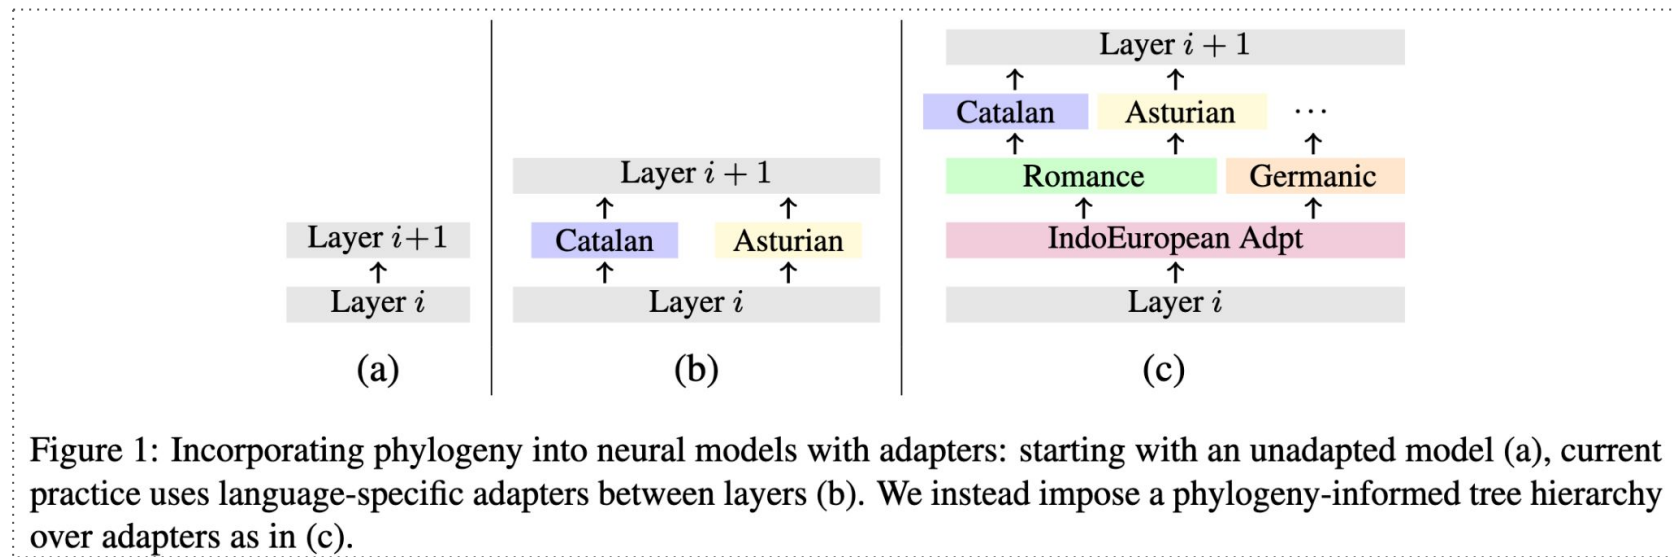 Layer i+1
↑
Layer i
(a)
Layer i + 1
↑ ↑
Catalan Asturian
↑ ↑
Layer i
(b)
Layer i + 1
↑ ↑
Catalan Asturian ...
↑ ↑ ↑
Romance Germanic
↑ ↑
IndoEuropean Adpt
↑
Layer i
(c)
Figure 1: Incorporating phylogeny into neural models with adapters: starting with an unadapted model (a), current
practice uses language-specific adapters between layers (b). We instead impose a phylogeny-informed tree hierarchy
over adapters as in (c).